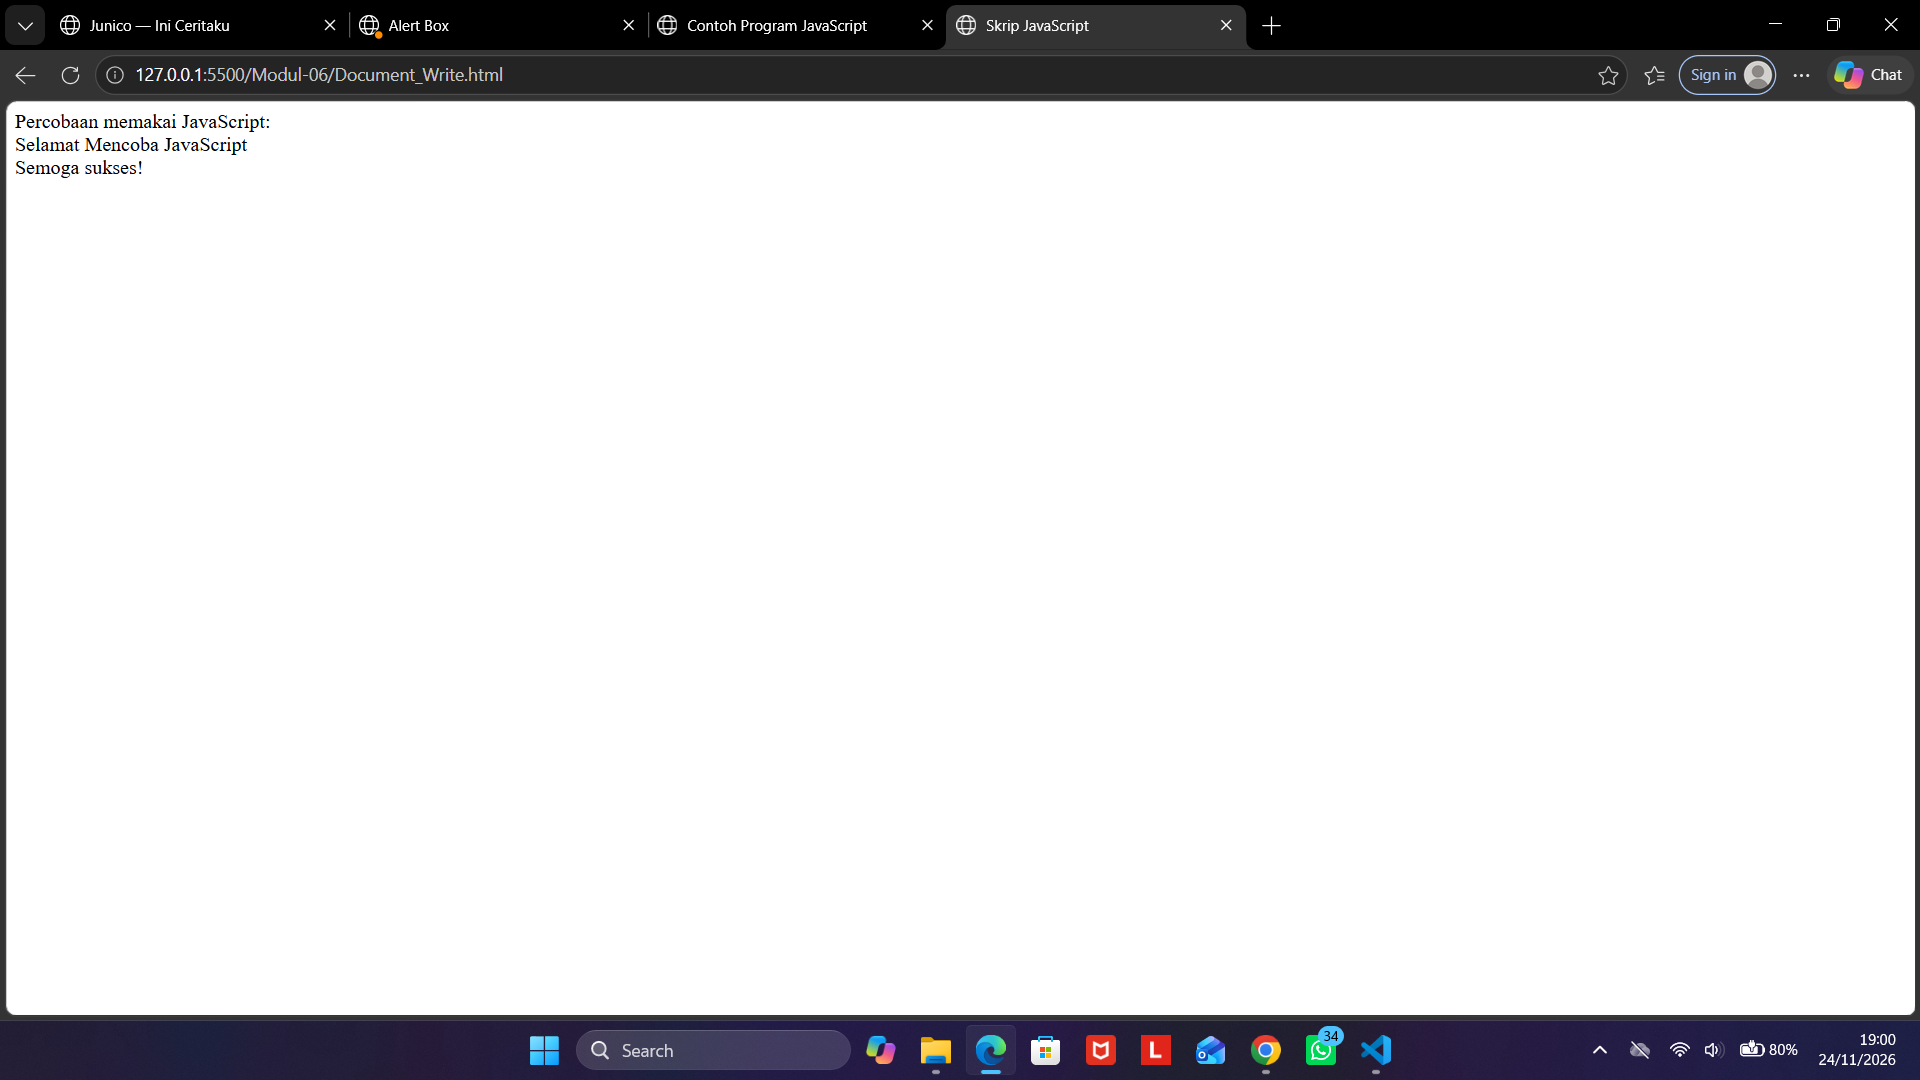 Junico — Ini Ceritaku
Alert Box
Contoh Program JavaScript
Skrip JavaScript
127.0.0.1:5500/Modul-06/Document_Write.html
Sign in
Chat
Percobaan memakai JavaScript:
Selamat Mencoba JavaScript
Semoga sukses!
Search
L
34
80%
19:00
24/11/2026